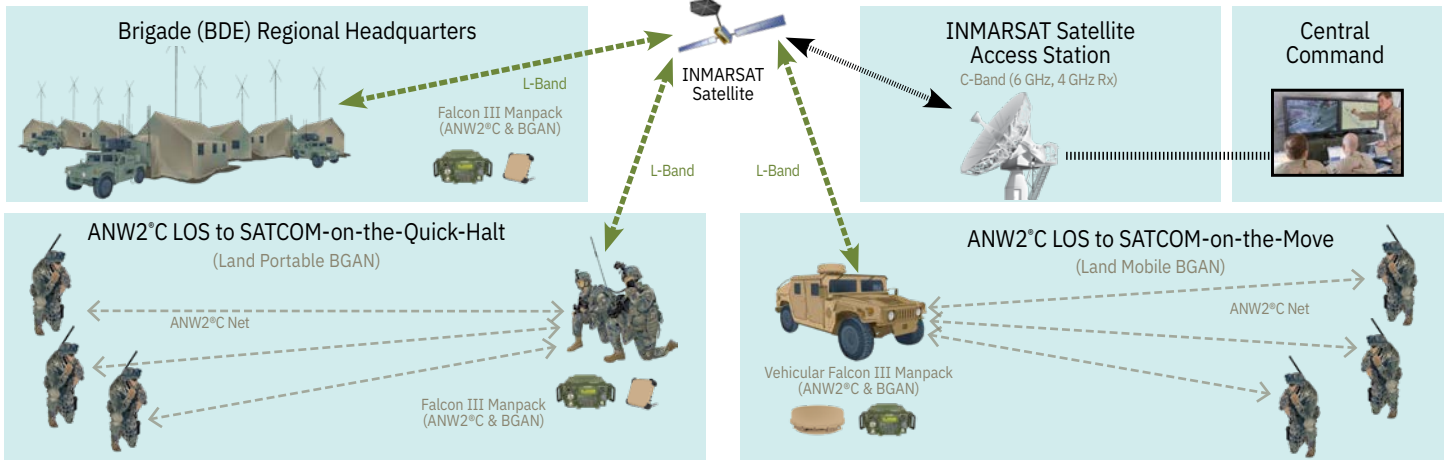 Brigade (BDE) Regional Headquarters
L-Band
Falcon III Manpack
(ANW2®C & BGAN)
INMARSAT
Satellite
INMARSAT Satellite
Access Station
C-Band (6 GHz, 4 GHz Rx)
Central
Command
L-Band
L-Band
ANW2®C LOS to SATCOM-on-the-Quick-Halt
(Land Portable BGAN)
ANW2®C Net
Falcon III Manpack
(ANW2®C & BGAN)
ANW2®C LOS to SATCOM-on-the-Move
(Land Mobile BGAN)
ANW2®C Net
Vehicular Falcon III Manpack
(ANW2®C & BGAN)